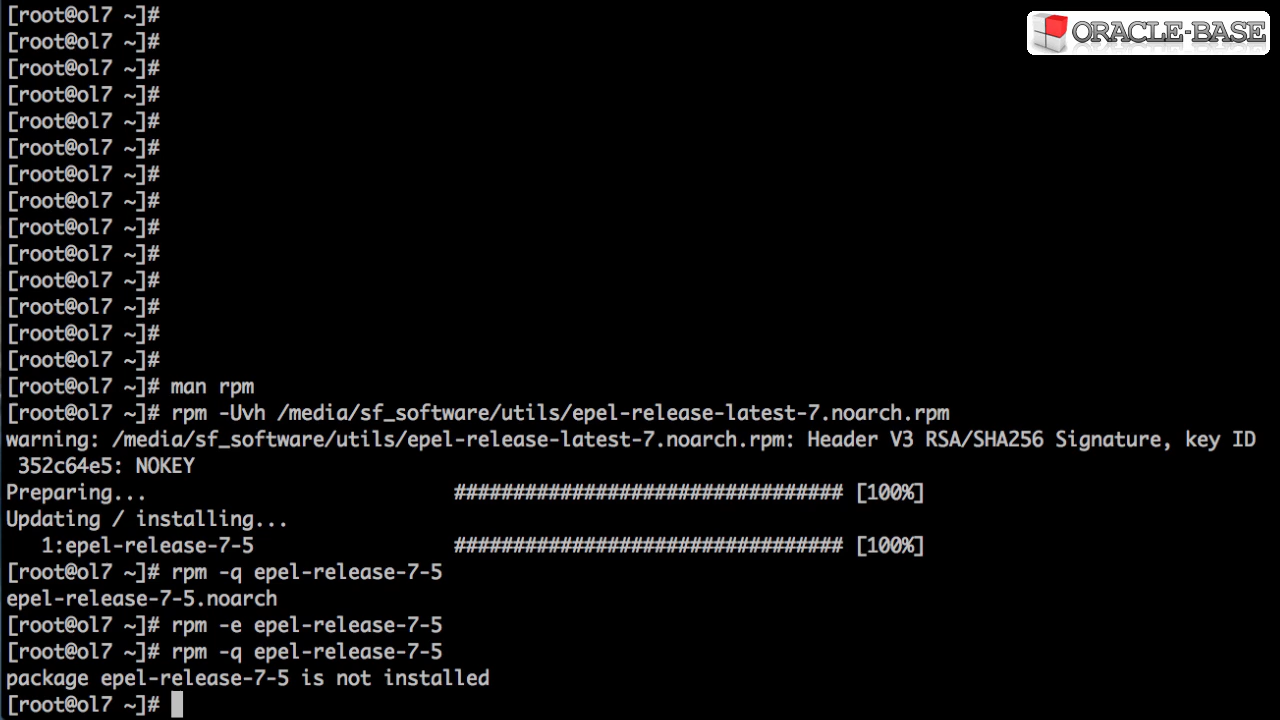 [root@ol7 ~]#
ORACLE-BASE
[root@ol7 ~]#
[root@ol7 ~]#
[root@ol7 ~]#
[root@ol7 ~]#
[root@ol7 ~]#
[root@ol7 ~]#
[root@ol7 ~]#
[root@ol7 ~]#
[root@ol7 ~]#
[root@ol7 ~]#
[root@ol7 ~]#
[root@ol7 ~]#
[root@ol7 ~]#
[root@ol7 ~]# man rpm
[root@ol7 ~]# rpm -Uvh /media/sf_software/utils/epel-release-latest-7.noarch.rpm
warning: /media/sf_software/utils/epel-release-latest-7.noarch.rpm: Header V3 RSA/SHA256 Signature, key ID
 352c64e5: NOKEY
Preparing...                          ################################# [100%]
Updating / installing...
   1:epel-release-7-5                 ################################# [100%]
[root@ol7 ~]# rpm -q epel-release-7-5
epel-release-7-5.noarch
[root@ol7 ~]# rpm -e epel-release-7-5
[root@ol7 ~]# rpm -q epel-release-7-5
package epel-release-7-5 is not installed
[root@ol7 ~]#